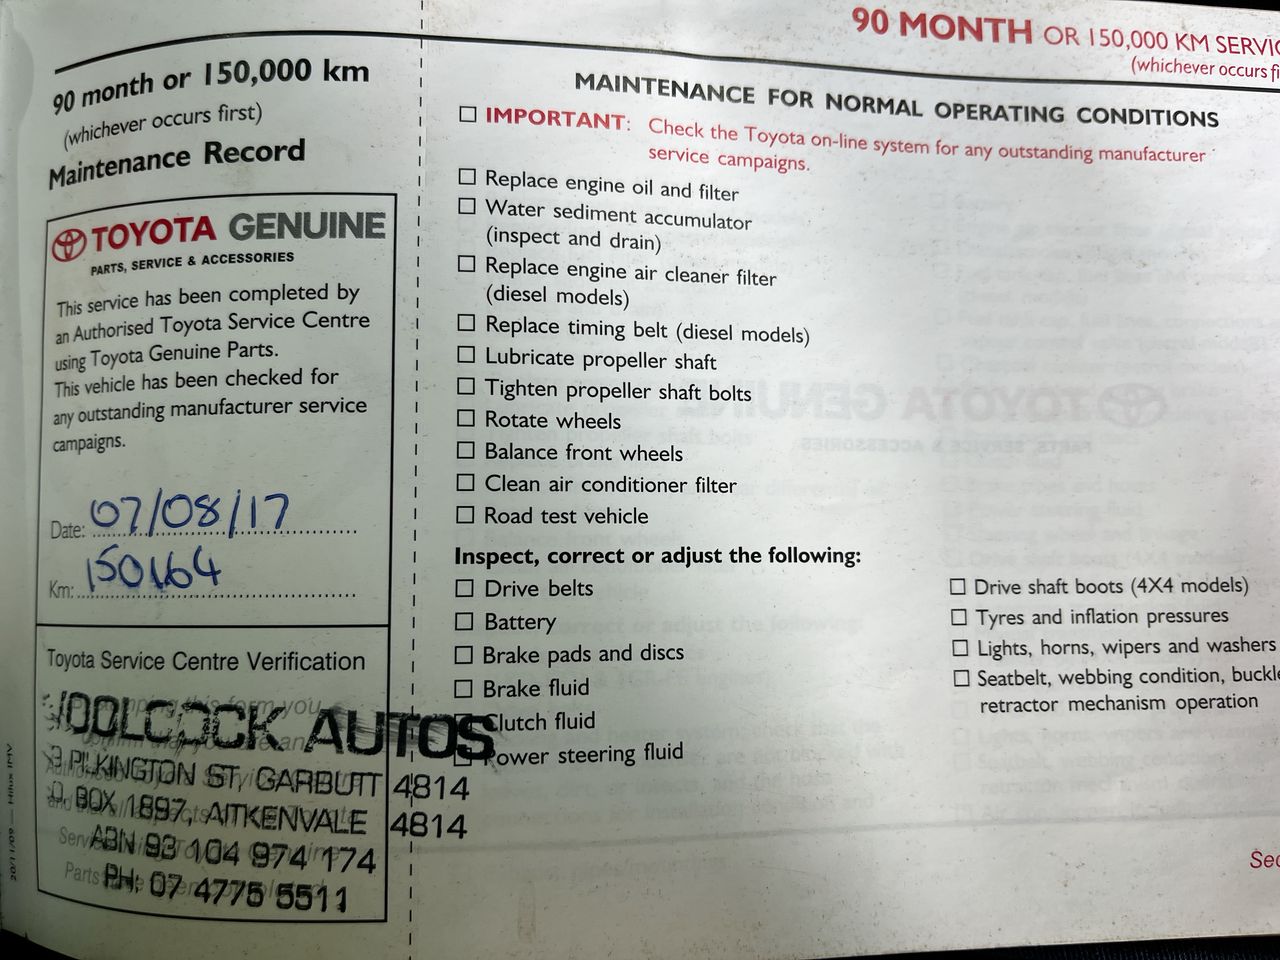 90 MONTH OR 150,000 KM
(whichever occurs
90 month or 150,000 km
(whichever occurs first)
Maintenance Record
TOYOTA GENUINE
PARTS, SERVICE & ACCESSORIES
This service has been completed by
an Authorised Toyota Service Centre
using Toyota Genuine Parts.
This vehicle has been checked for
any outstanding manufacturer service
campaigns.
Date: 07/08/17
Km: 150164
Toyota Service Centre Verification
AUTOS
PILKINGTON ST, GARBUTT 4814
BOX 1897, AITKENVALE 4814
ABN 93 104 974 174
PH: 07 4775 5511
20/11/09 — Hilux IMV
MAINTENANCE FOR NORMAL OPERATING CONDITIONS
IMPORTANT: Check the Toyota on-line system for any outstanding manufacturer
service campaigns.
Replace engine oil and filter
Water sediment accumulator
(inspect and drain)
Replace engine air cleaner filter
(diesel models)
Replace timing belt (diesel models)
Lubricate propeller shaft
Tighten propeller shaft bolts
Rotate wheels
Balance front wheels
Clean air conditioner filter
Road test vehicle
Inspect, correct or adjust the following:
Drive belts
Battery
Brake pads and discs
Brake fluid
Clutch fluid
Power steering fluid
Drive shaft boots (4X4 models)
Tyres and inflation pressures
Lights, horns, wipers and washers
Seatbelt, webbing condition,
retractor mechanism operation